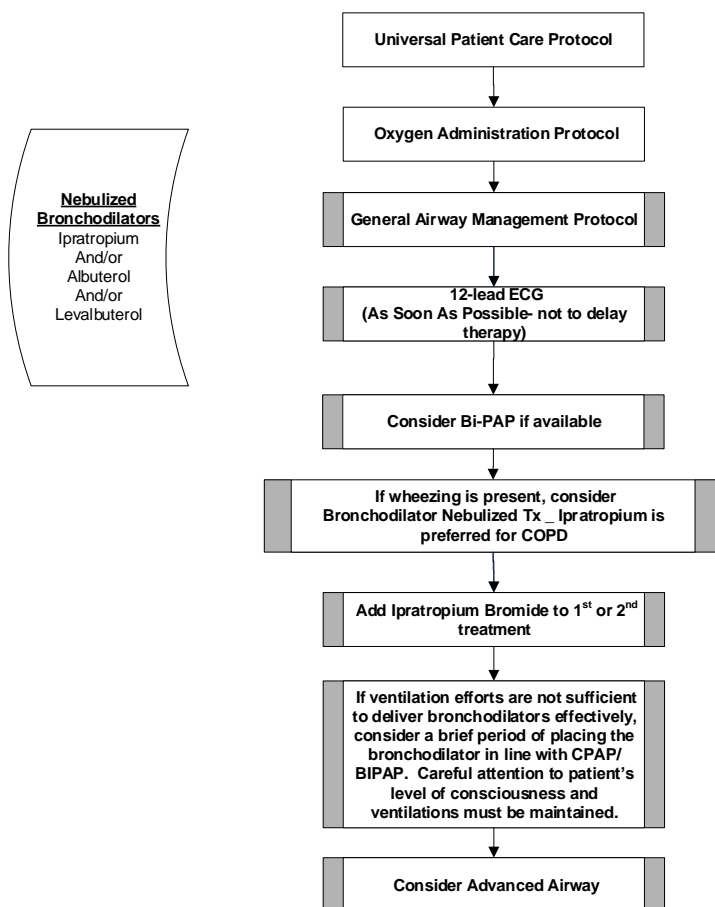 Universal Patient Care Protocol
Oxygen Administration Protocol
Nebulized
Bronchodilators
Ipratropium
And/or
Albuterol
And/or
Levalbuterol
General Airway Management Protocol
12-lead ECG
(As Soon As Possible- not to delay
therapy)
Consider Bi-PAP if available
If wheezing is present, consider
Bronchodilator Nebulized Tx _ Ipratropium is
preferred for COPD
Add Ipratropium Bromide to 1st or 2nd
treatment
If ventilation efforts are not sufficient
to deliver bronchodilators effectively,
consider a brief period of placing the
bronchodilator in line with CPAP/
BIPAP.  Careful attention to patient's
level of consciousness and
ventilations must be maintained.
Consider Advanced Airway